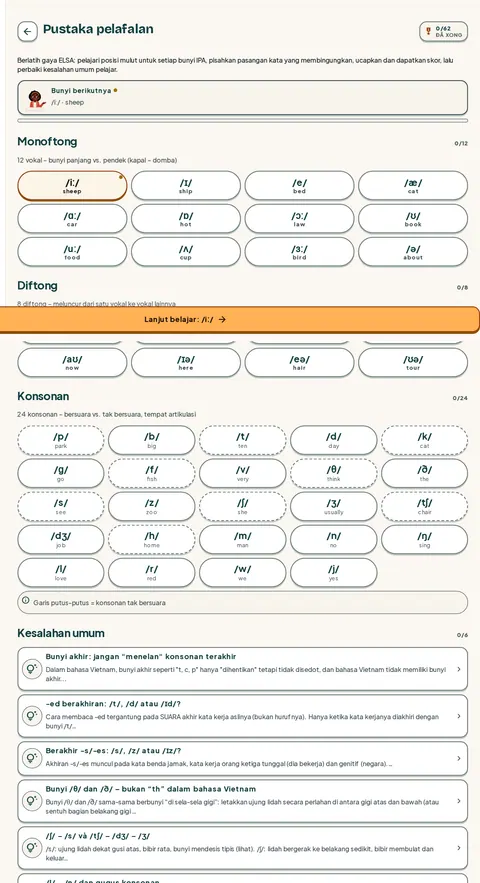 Pustaka pelafalan
0/62
ĐÃ XONG
Berlatih gaya ELSA: pelajari posisi mulut untuk setiap bunyi IPA, pisahkan pasangan kata yang membingungkan, ucapkan dan dapatkan skor, lalu
perbaiki kesalahan umum pelajar.
Bunyi berikutnya
/iː/ · sheep
Monoftong
0/12
12 vokal – bunyi panjang vs. pendek (kapal – domba)
/iː/ /ɪ/ /e/ /æ/
sheep ship bed cat
/ɑː/ /ɒ/ /ɔː/ /ʊ/
car hot law book
/uː/ /ʌ/ /ɜː/ /ə/
food cup bird about
Diftong
0/8
8 diftong – meluncur dari satu vokal ke vokal lainnya
Lanjut belajar: /iː/ →
/aʊ/ /ɪə/ /eə/ /ʊə/
now here hair tour
Konsonan
0/24
24 konsonan – bersuara vs. tak bersuara, tempat artikulasi
/p/ /b/ /t/ /d/ /k/
park big ten day cat
/g/ /f/ /v/ /θ/ /ð/
go fish very think the
/s/ /z/ /ʃ/ /ʒ/ /tʃ/
see zoo she usually chair
/dʒ/ /h/ /m/ /n/ /ŋ/
job home man no sing
/l/ /r/ /w/ /j/
love red we yes
Garis putus-putus = konsonan tak bersuara
Kesalahan umum
0/6
Bunyi akhir: jangan "menelan" konsonan terakhir
Dalam bahasa Vietnam, bunyi akhir seperti "t, c, p" hanya "dihentikan" tetapi tidak disedot, dan bahasa Vietnam tidak memiliki bunyi
akhir...
-ed berakhiran: /t/, /d/ atau /ɪd/?
Cara membaca -ed tergantung pada SUARA akhir kata kerja aslinya (bukan hurufnya). Hanya ketika kata kerjanya diakhiri dengan
bunyi /t/...
Berakhir -s/-es: /s/, /z/ atau /ɪz/?
Akhiran -s/-es muncul pada kata benda jamak, kata kerja orang ketiga tunggal (dia bekerja) dan genitif (negara). ...
Bunyi /θ/ dan /ð/ – bukan "th" dalam bahasa Vietnam
Bunyi /θ/ dan /ð/ sama-sama berbunyi "di sela-sela gigi": letakkan ujung lidah secara perlahan di antara gigi atas dan bawah (atau
sentuh bagian belakang gigi ...
/ʃ/ – /s/ và /tʃ/ – /dʒ/ – /ʒ/
/s/: ujung lidah dekat gusi atas, bibir rata, bunyi mendesis tipis (lihat). /ʃ/: lidah bergerak ke belakang sedikit, bibir membulat dan
keluar...